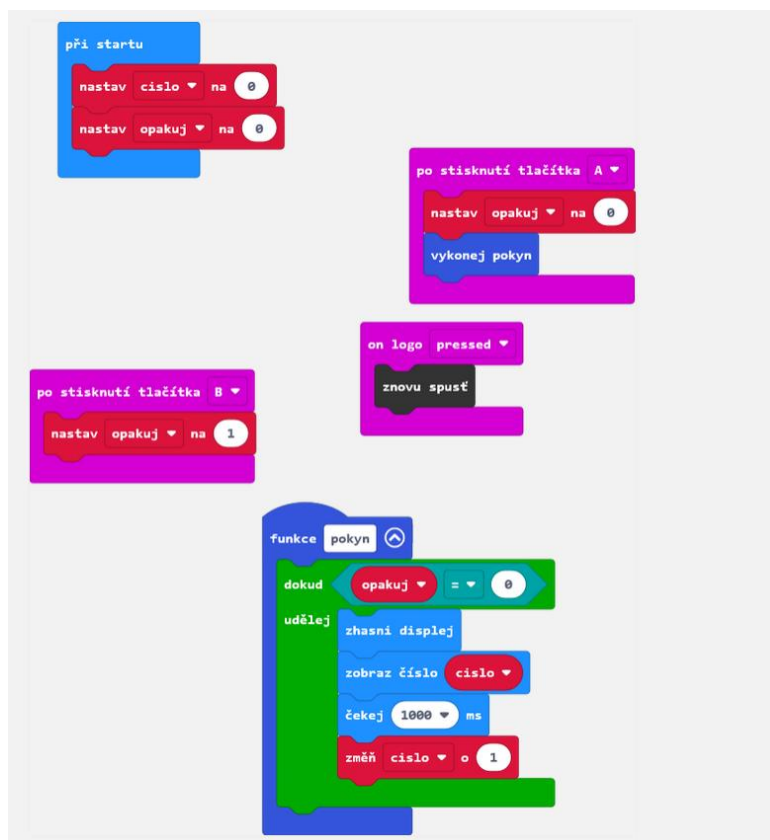 při startu
nastav cislo na 0
nastav opakuj na 0
po stisknutí tlačítka A
nastav opakuj na 0
vykonej pokyn
on logo pressed
znovu spusť
po stisknutí tlačítka B
nastav opakuj na 1
funkce pokyn
dokud opakuj = 0
udělej
zhasni displej
zobraz číslo cislo
čekej 1000 ms
změň cislo o 1